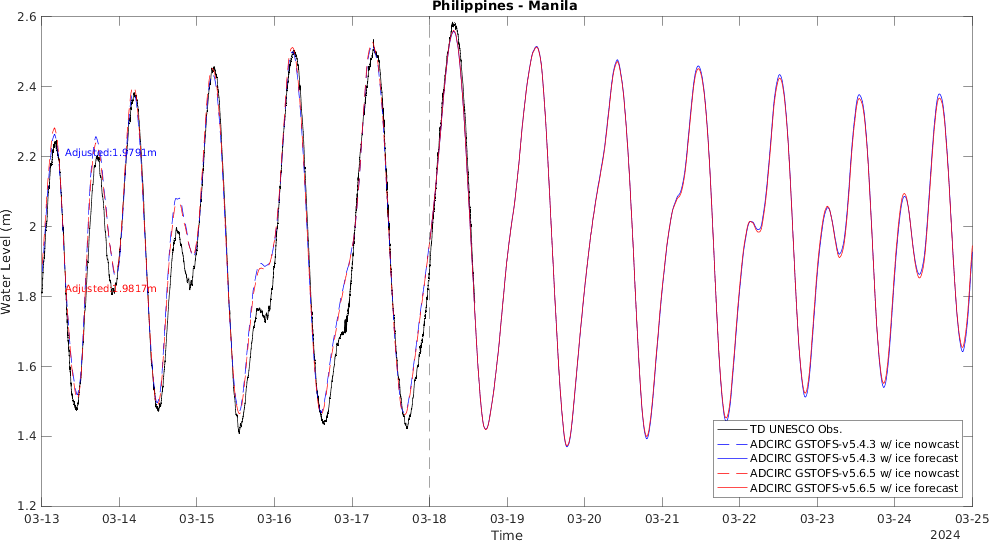 Philippines - Manila
2.6
2.4
2.2
2
1.8
1.6
1.4
1.2
Water Level (m)
Adjusted:1.9791m
Adjusted:1.9817m
TD UNESCO Obs.
ADCIRC GSTOFS-v5.4.3 w/ ice nowcast
ADCIRC GSTOFS-v5.4.3 w/ ice forecast
ADCIRC GSTOFS-v5.6.5 w/ ice nowcast
ADCIRC GSTOFS-v5.6.5 w/ ice forecast
03-13 03-14 03-15 03-16 03-17 03-18 03-19 03-20 03-21 03-22 03-23 03-24 03-25
Time
2024